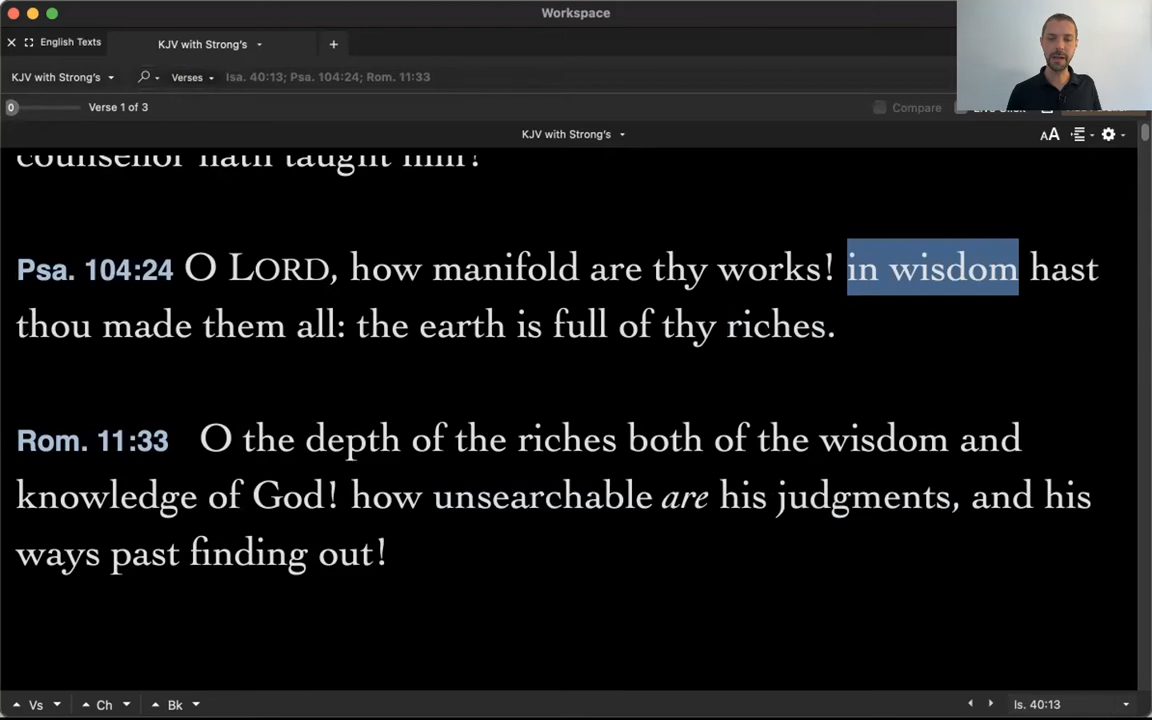 Workspace
English Texts
KJV with Strong's
+
KJV with Strong's
Verses
Isa. 40:13; Psa. 104:24; Rom. 11:33
0
Verse 1 of 3
Compare
KJV with Strong's
AA
counsellor hath taught him?
Psa. 104:24 O LORD, how manifold are thy works! in wisdom hast
thou made them all: the earth is full of thy riches.
Rom. 11:33 O the depth of the riches both of the wisdom and
knowledge of God! how unsearchable are his judgments, and his
ways past finding out!
Vs
Ch
Bk
Is. 40:13